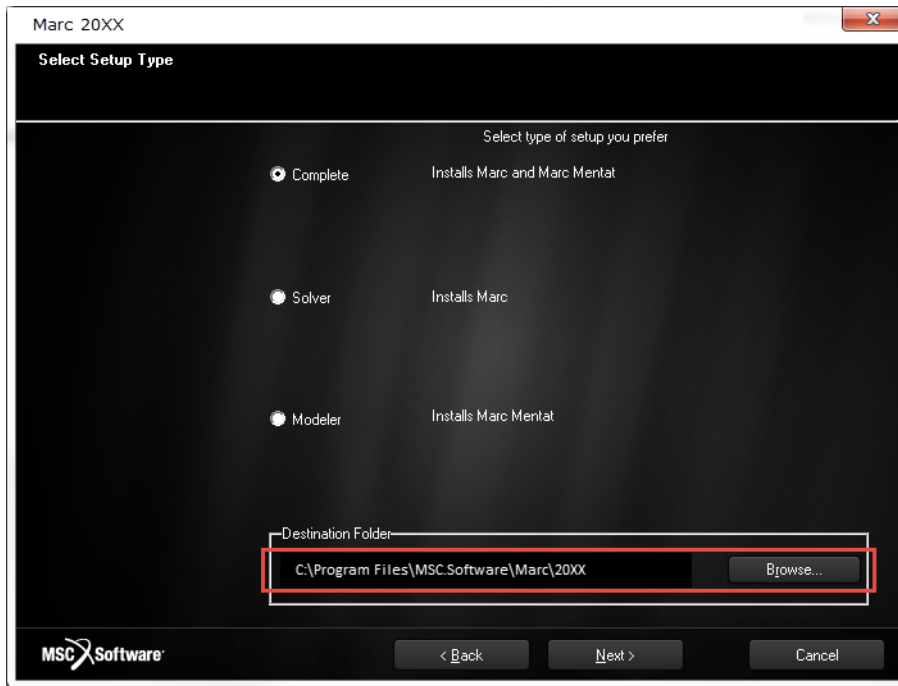 Marc 20XX
Select Setup Type
Select type of setup you prefer
Complete Installs Marc and Marc Mentat
Solver Installs Marc
Modeler Installs Marc Mentat
Destination Folder
C:\Program Files\MSC.Software\Marc\20XX Browse...
MSC Software < Back Next > Cancel